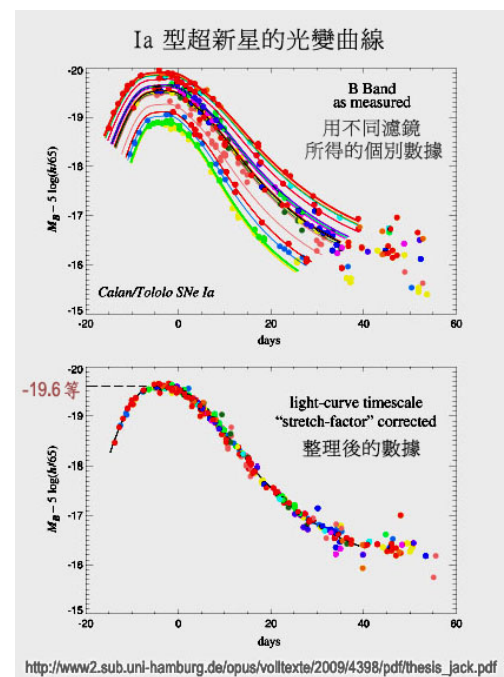 Ia 型超新星的光變曲線
-20
-19
-18
-17
-16
-15
M_B – 5 log(h/65)
B Band
as measured
用不同濾鏡
所得的個別數據
Calan/Tololo SNe Ia
-20
0
20
40
60
days
-20
-19.6 等
-19
-18
-17
-16
-15
M_B – 5 log(h/65)
light-curve timescale
“stretch-factor” corrected
整理後的數據
-20
0
20
40
60
days
http://www2.sub.uni-hamburg.de/opus/volltexte/2009/4398/pdf/thesis_jack.pdf